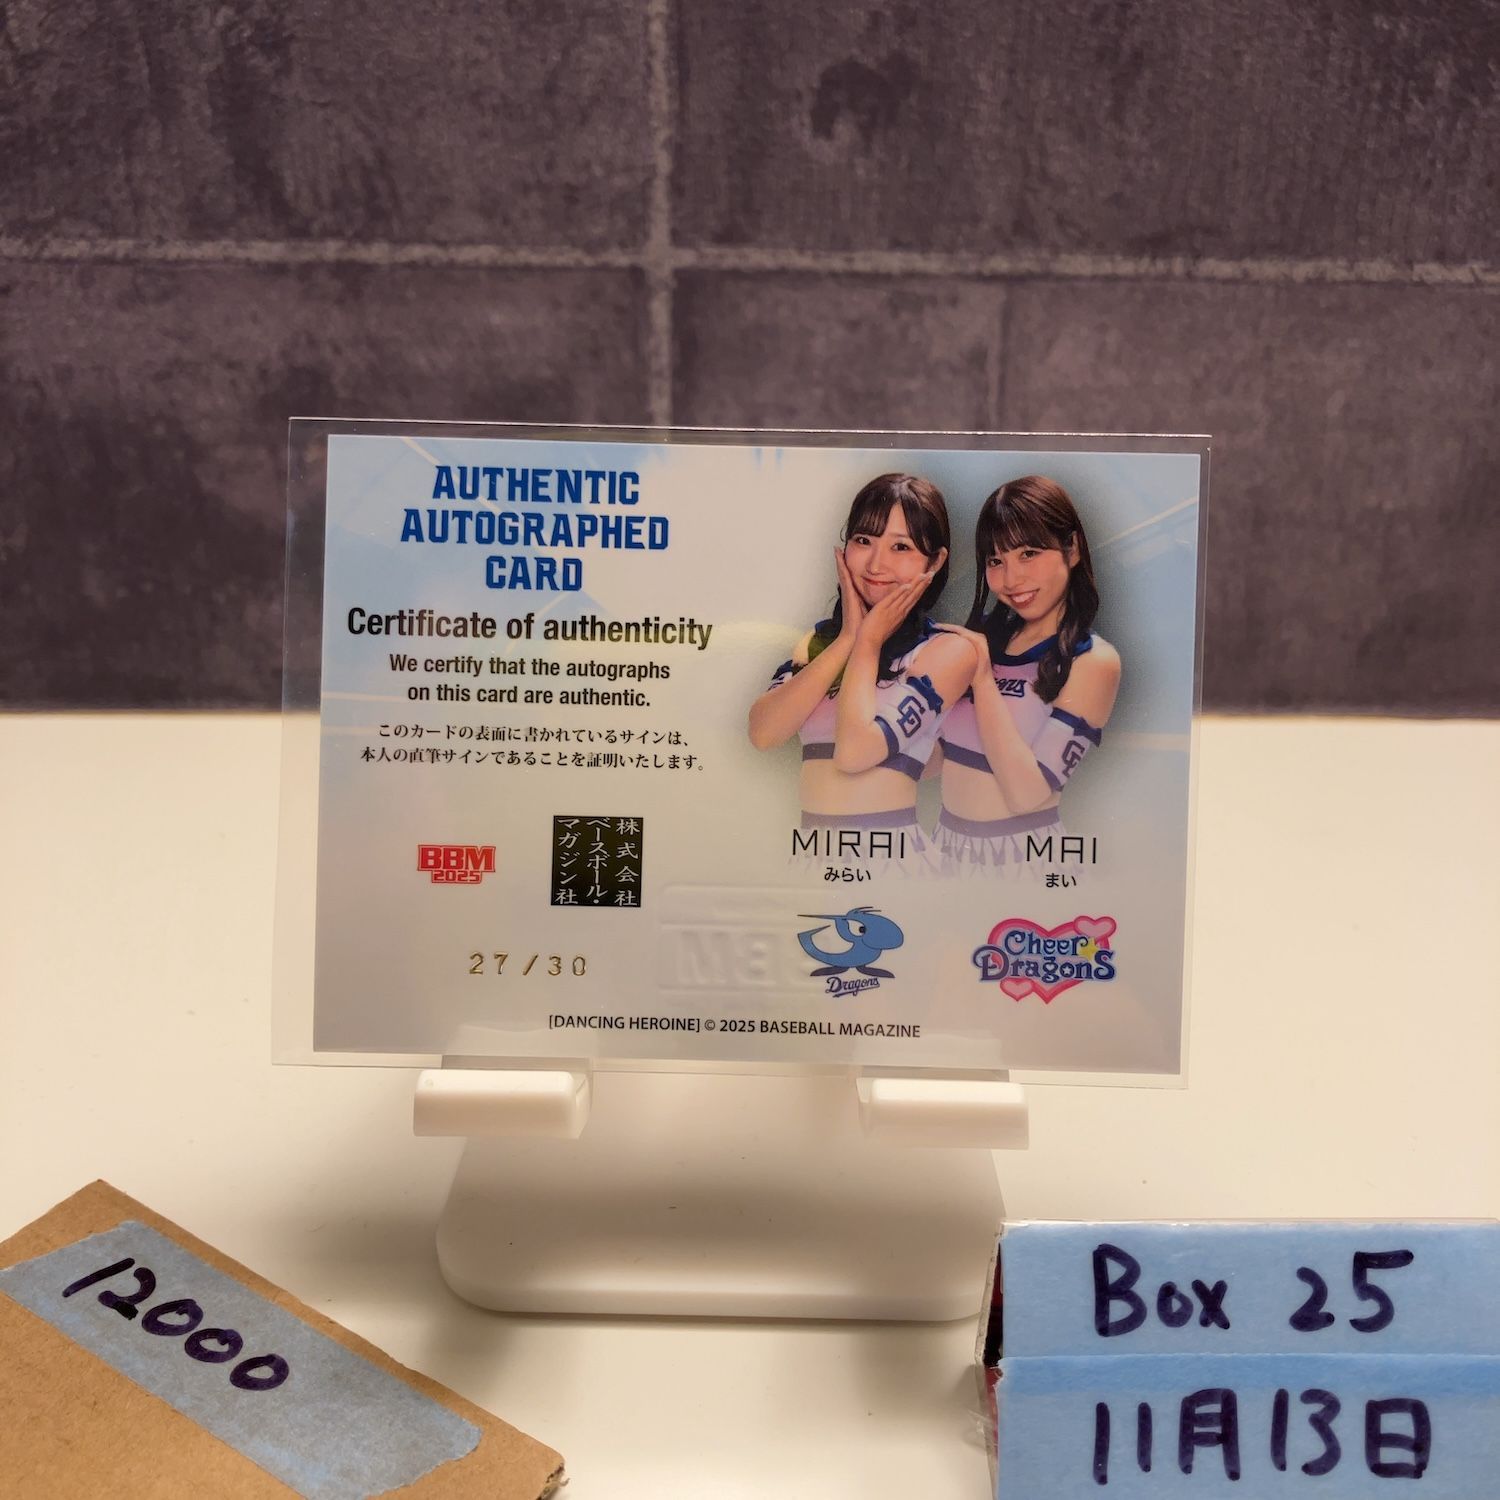 AUTHENTIC
AUTOGRAPHED
CARD
Certificate of authenticity
We certify that the autographs
on this card are authentic.
このカードの表面に書かれているサインは、
本人の直筆サインであることを証明いたします。
BBM
2025
株式会社
ベースボール・
マガジン社
27/30
MIRAI
みらい
MAI
まい
Dragons
Cheer
Dragons
[DANCING HEROINE] © 2025 BASEBALL MAGAZINE
12000
Box 25
11月13日